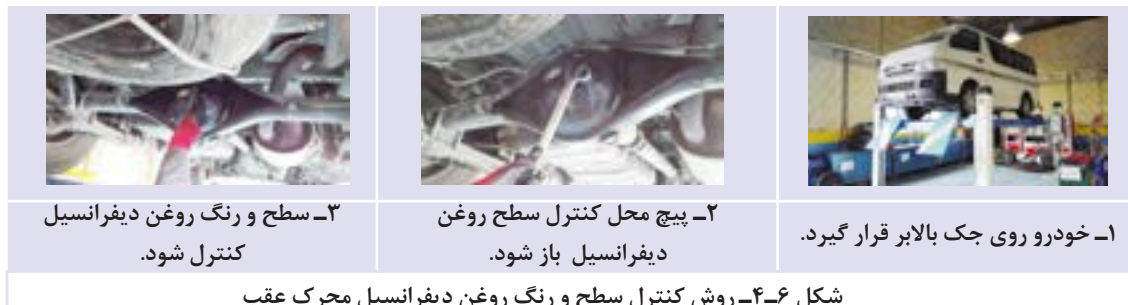 ۱ـ خودرو روی جک بالابر قرار گیرد.
۲ـ پیچ محل کنترل سطح روغن
دیفرانسیل باز شود.
۳ـ سطح و رنگ روغن دیفرانسیل
کنترل شود.
شکل ۶ـ۴ـ روش کنترل سطح و رنگ روغن دیفرانسیل محرک عقب